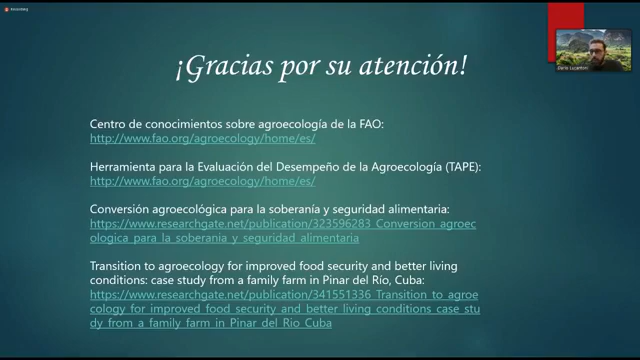 ¡Gracias por su atención!
Centro de conocimientos sobre agroecología de la FAO:
http://www.fao.org/agroecology/home/es/
Herramienta para la Evaluación del Desempeño de la Agroecología (TAPE):
http://www.fao.org/agroecology/home/es/
Conversión agroecológica para la soberanía y seguridad alimentaria:
https://www.researchgate.net/publication/323596283_Conversion_agroec
ologica_para_la_soberanía_y_seguridad_alimentaria
Transition to agroecology for improved food security and better living
conditions: case study from a family farm in Pinar del Río, Cuba:
https://www.researchgate.net/publication/341551336_Transition_to_agroe
cology_for_improved_food_security_and_better_living_conditions_case_stu
dy_from_a_family_farm_in_Pinar_del_Rio_Cuba